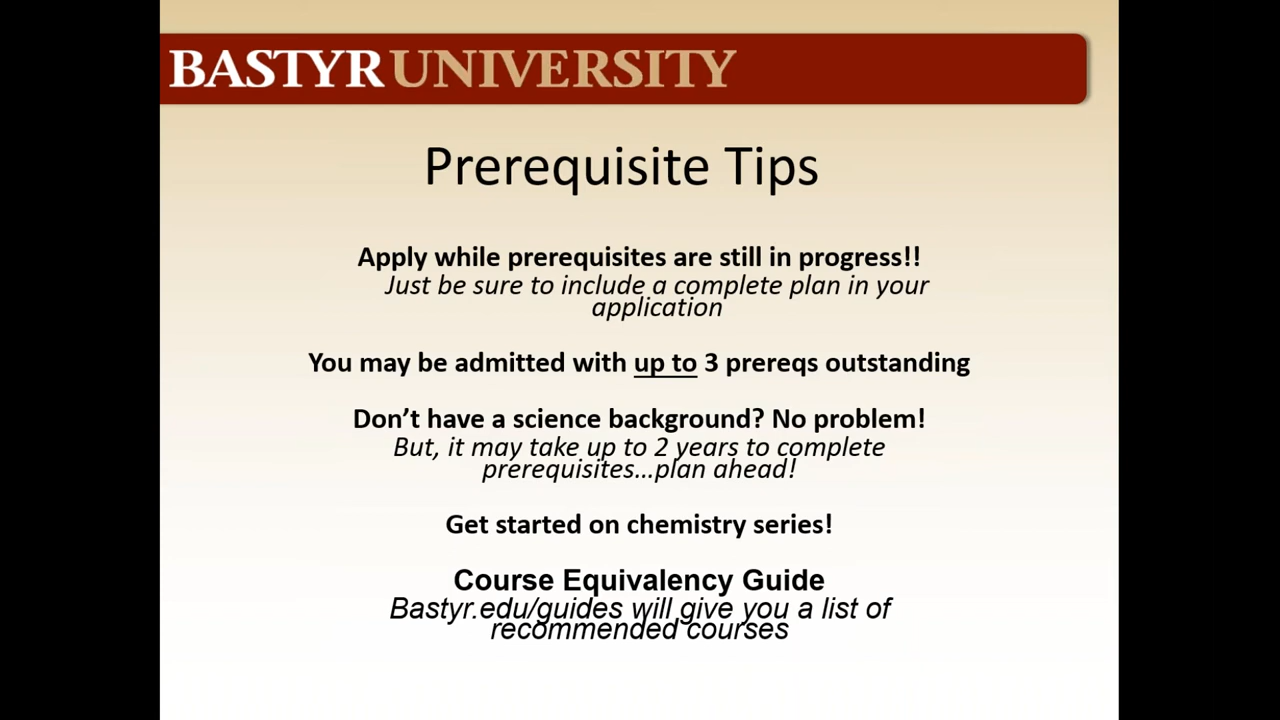 BASTYR UNIVERSITY
Prerequisite Tips
Apply while prerequisites are still in progress!!
Just be sure to include a complete plan in your
application
You may be admitted with up to 3 prereqs outstanding
Don’t have a science background? No problem!
But, it may take up to 2 years to complete
prerequisites…plan ahead!
Get started on chemistry series!
Course Equivalency Guide
Bastyr.edu/guides will give you a list of
recommended courses